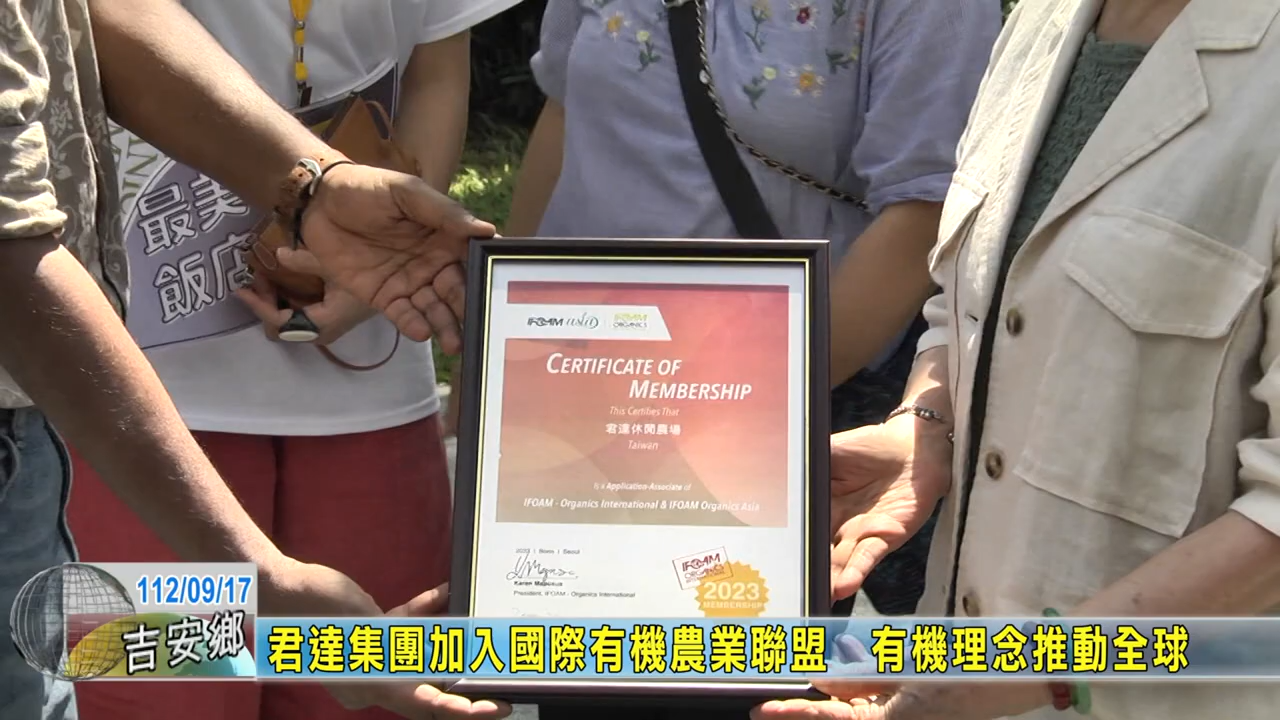 最美
飯店
IFOAM asia
IFOAM
ORGANICS
CERTIFICATE OF
MEMBERSHIP
This Certifies That
君達休閒農場
Taiwan
is a Application-Associate of
IFOAM - Organics International & IFOAM Organics Asia
2023 | Bonn | Seoul
President, IFOAM - Organics International
IFOAM
ORGANICS
2023
MEMBERSHIP
112/09/17
吉安鄉
君達集團加入國際有機農業聯盟 有機理念推動全球